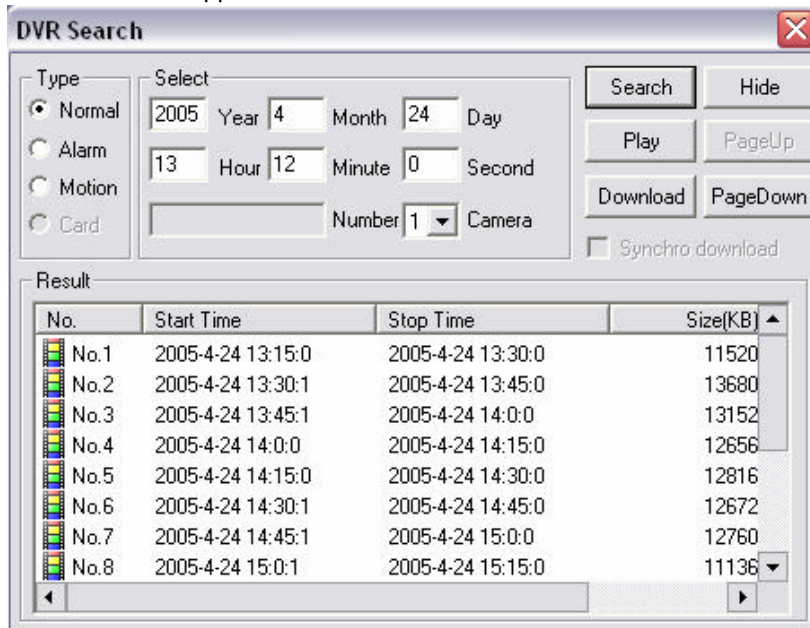 DVR Search
Type
Normal
Alarm
Motion
Card
Select
2005 Year 4 Month 24 Day
13 Hour 12 Minute 0 Second
Number 1 Camera
Search Hide
Play PageUp
Download PageDown
Synchro download
Result
No. Start Time Stop Time Size(KB)
No.1 2005-4-24 13:15:0 2005-4-24 13:30:0 11520
No.2 2005-4-24 13:30:1 2005-4-24 13:45:0 13680
No.3 2005-4-24 13:45:1 2005-4-24 14:0:0 13152
No.4 2005-4-24 14:0:0 2005-4-24 14:15:0 12656
No.5 2005-4-24 14:15:0 2005-4-24 14:30:0 12816
No.6 2005-4-24 14:30:1 2005-4-24 14:45:0 12672
No.7 2005-4-24 14:45:1 2005-4-24 15:0:0 12760
No.8 2005-4-24 15:0:1 2005-4-24 15:15:0 11136